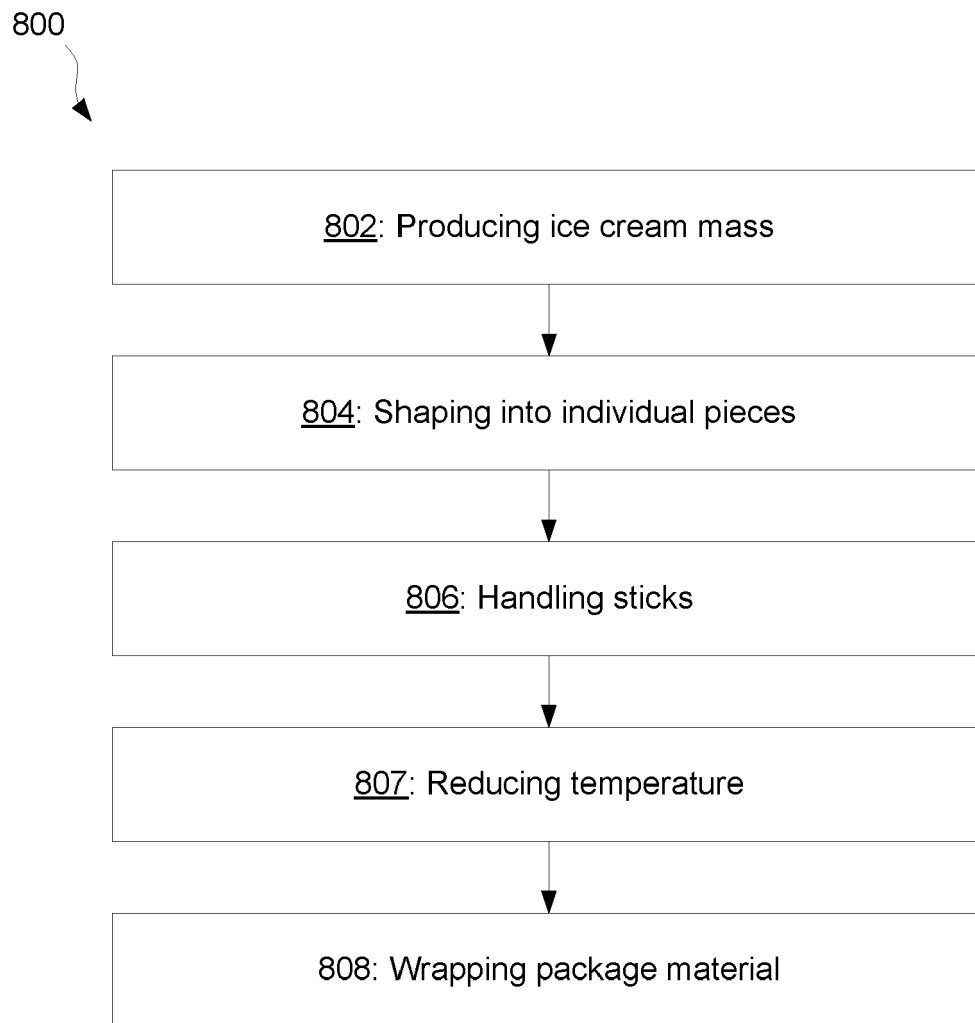 800
802: Producing ice cream mass
804: Shaping into individual pieces
806: Handling sticks
807: Reducing temperature
808: Wrapping package material